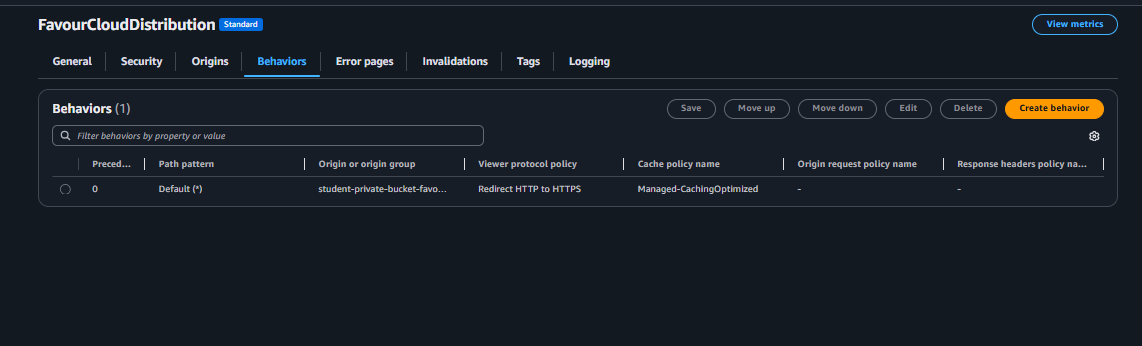 FavourCloudDistribution Standard View metrics
General Security Origins Behaviors Error pages Invalidations Tags Logging
Behaviors (1) Save Move up Move down Edit Delete Create behavior
Filter behaviors by property or value
Preced... Path pattern Origin or origin group Viewer protocol policy Cache policy name Origin request policy name Response headers policy na...
0 Default (*) student-private-bucket-favo... Redirect HTTP to HTTPS Managed-CachingOptimized - -